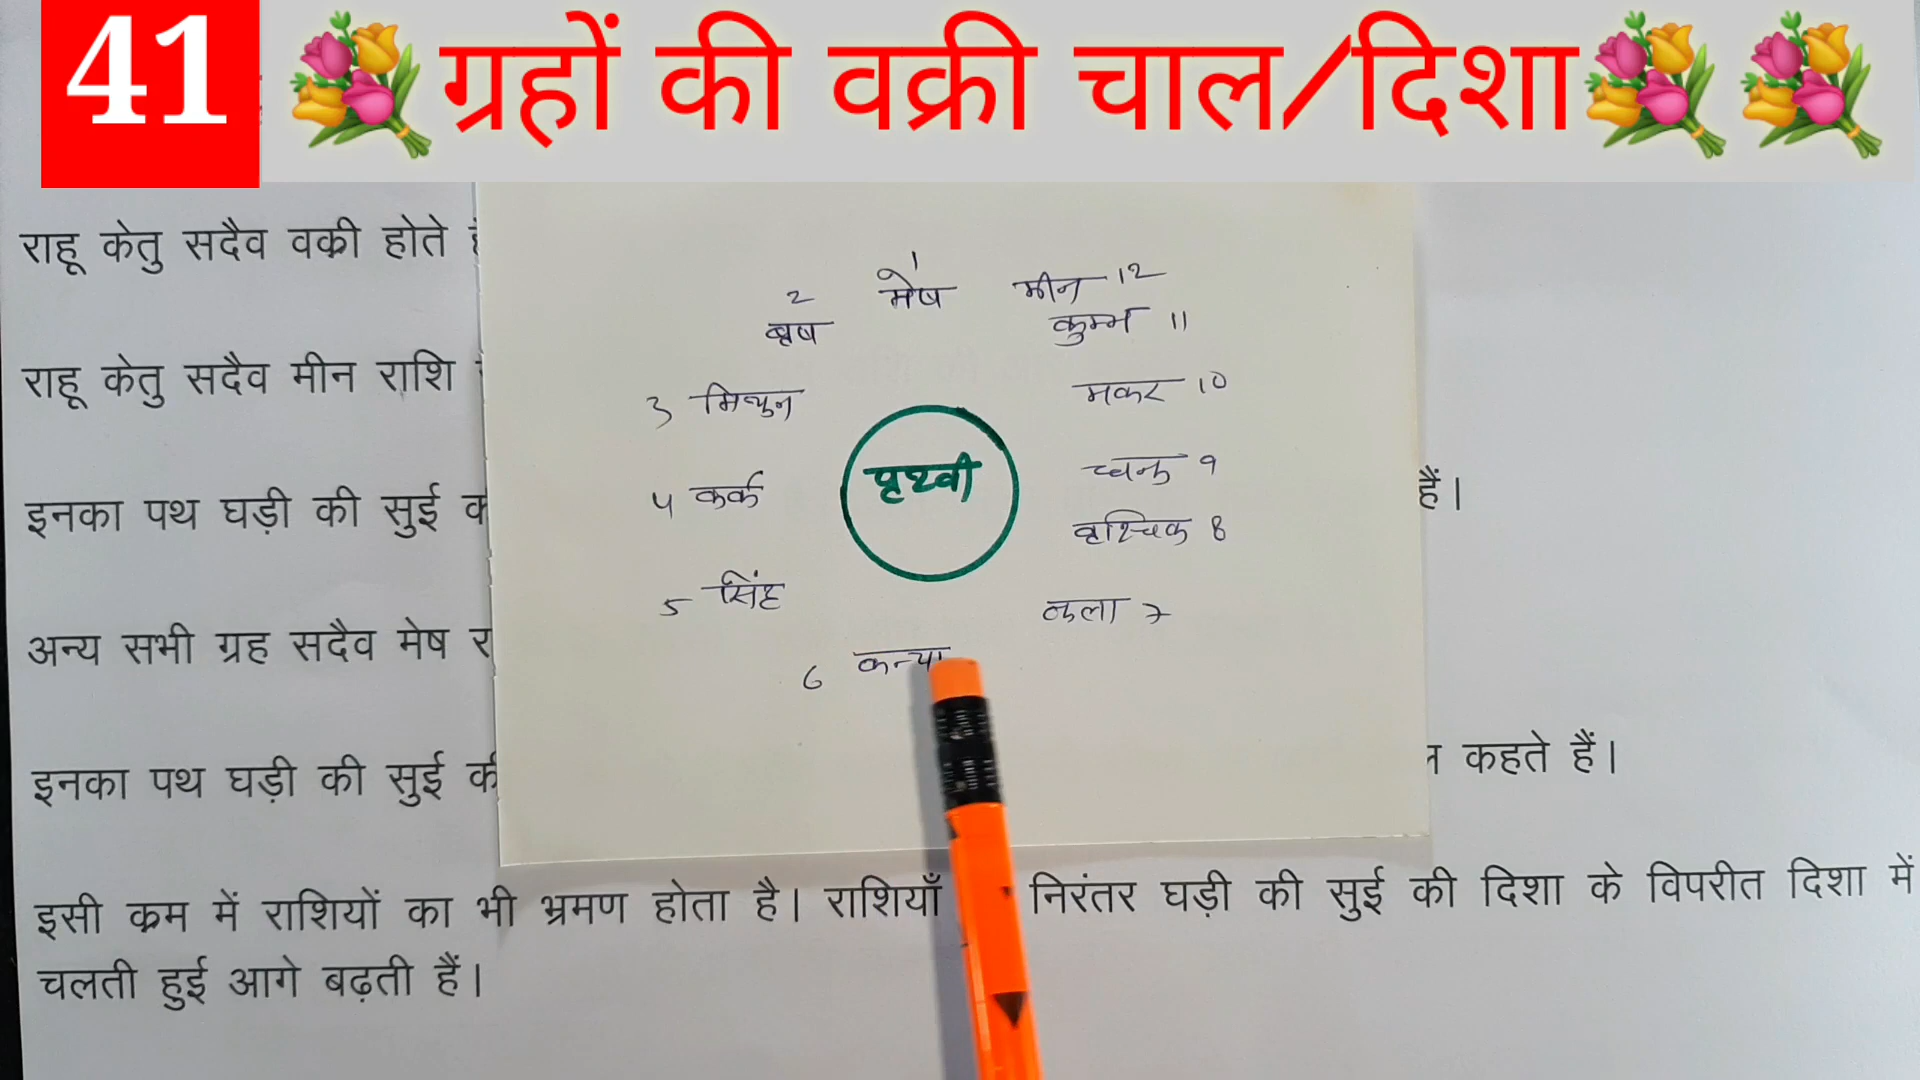 41
ग्रहों की वक्री चाल/दिशा
राहू केतु सदैव वक्री होते
राहू केतु सदैव मीन राशि
इनका पथ घड़ी की सुई
हैं।
अन्य सभी ग्रह सदैव मेष
इनका पथ घड़ी की सुई
कहते हैं।
इसी क्रम में राशियों का भी भ्रमण होता है। राशियाँ निरंतर घड़ी की सुई की दिशा के विपरीत दिशा में
चलती हुई आगे बढ़ती हैं।
1
मेष
मीन 12
2
वृष
कुम्भ 11
3 मिथुन
मकर 10
पृथ्वी
धनु 9
4 कर्क
वृश्चिक 8
5 सिंह
तुला 7
6 कन्या